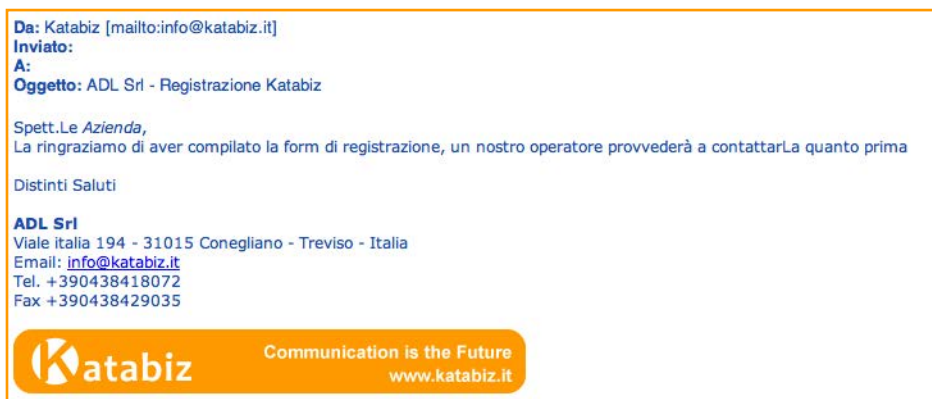 Da: Katabiz [mailto:info@katabiz.it]
Inviato:
A:
Oggetto: ADL Srl - Registrazione Katabiz
Spett.Le Azienda,
La ringraziamo di aver compilato la form di registrazione, un nostro operatore provvederà a contattarLa quanto prima
Distinti Saluti
ADL Srl
Viale italia 194 - 31015 Conegliano - Treviso - Italia
Email: info@katabiz.it
Tel. +390438418072
Fax +390438429035
Katabiz
Communication is the Future
www.katabiz.it